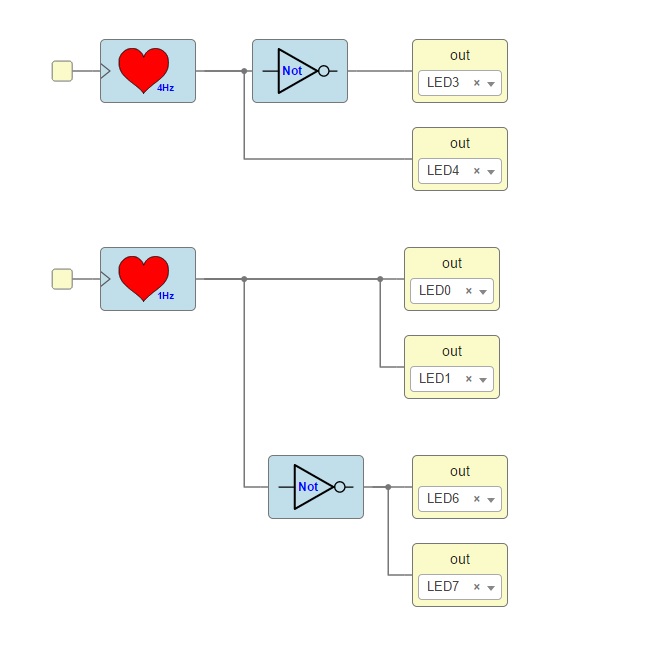 out
Not
LED3 ×
4Hz
out
LED4 ×
out
LED0 ×
1Hz
out
LED1 ×
out
Not
LED6 ×
out
LED7 ×